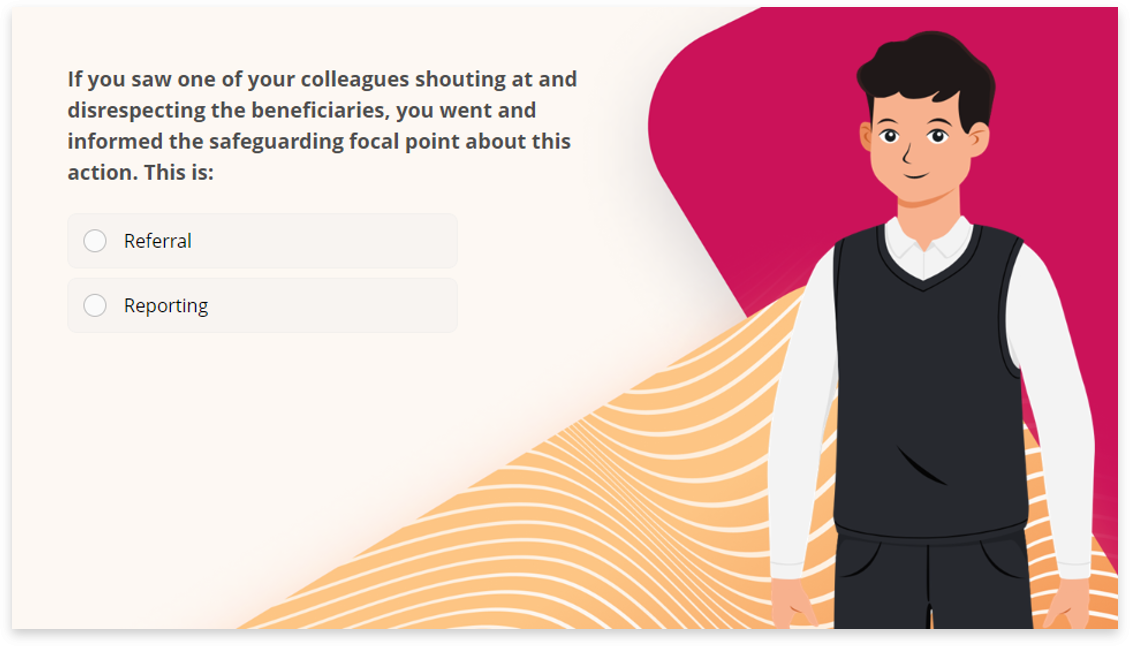 If you saw one of your colleagues shouting at and
disrespecting the beneficiaries, you went and
informed the safeguarding focal point about this
action. This is:
Referral
Reporting